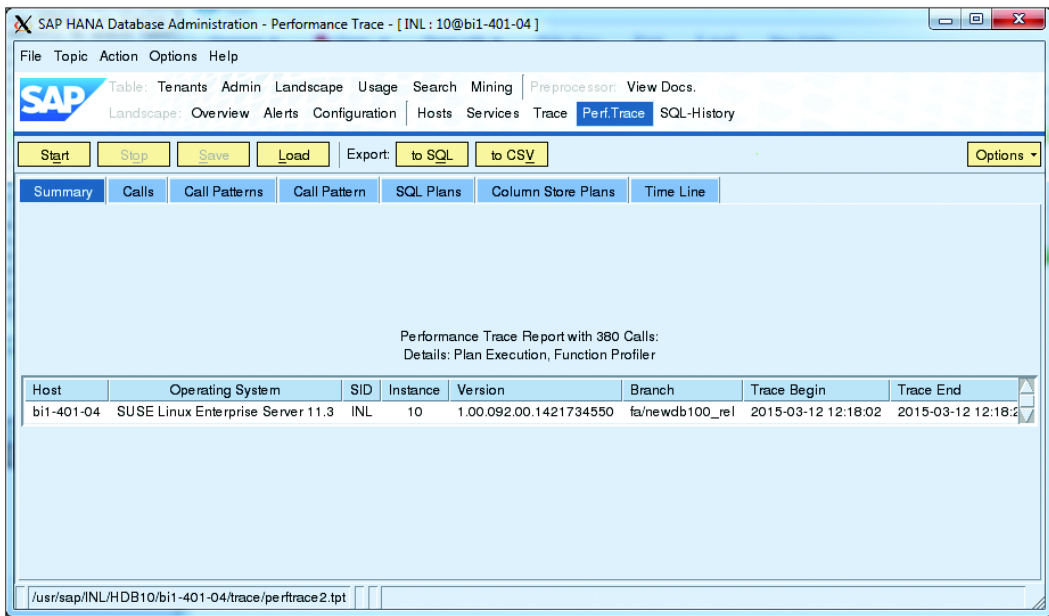 SAP HANA Database Administration - Performance Trace - [ INL : 10@bi1-401-04 ]
File Topic Action Options Help
SAP
Table: Tenants Admin Landscape Usage Search Mining Preprocessor: View Docs.
Landscape: Overview Alerts Configuration Hosts Services Trace Perf.Trace SQL-History
Start Stop Save Load Export: to SQL to CSV Options
Summary Calls Call Patterns Call Pattern SQL Plans Column Store Plans Time Line
Performance Trace Report with 380 Calls:
Details: Plan Execution, Function Profiler
Host Operating System SID Instance Version Branch Trace Begin Trace End
bi1-401-04 SUSE Linux Enterprise Server 11.3 INL 10 1.00.092.00.1421734550 fa/newdb100_rel 2015-03-12 12:18:02 2015-03-12 12:18:2
/usr/sap/INL/HDB10/bi1-401-04/trace/perftrace2.tpt